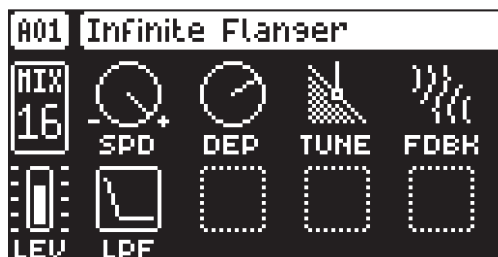 A01 Infinite Flanger
MIX
16
- +
SPD DEP TUNE FDBK
LEV LPF